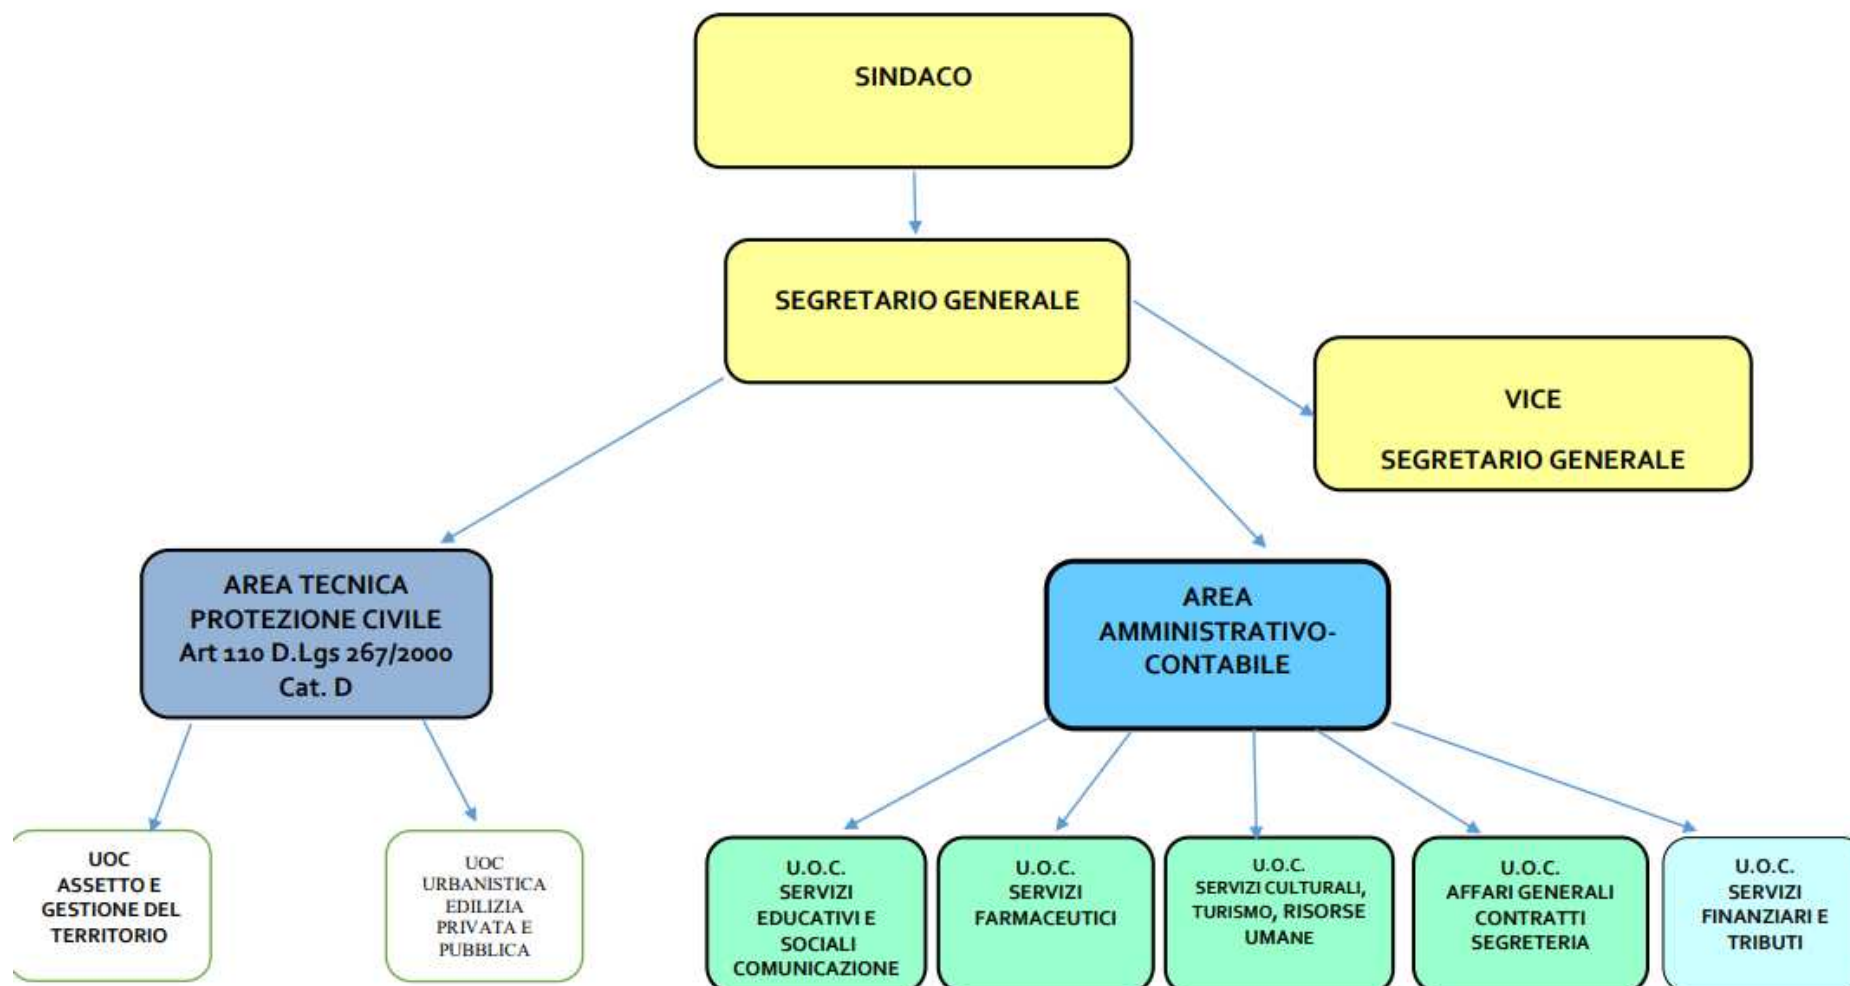 SINDACO
SEGRETARIO GENERALE
VICE
SEGRETARIO GENERALE
AREA TECNICA
PROTEZIONE CIVILE
Art 110 D.Lgs 267/2000
Cat. D
AREA
AMMINISTRATIVO-
CONTABILE
UOC
ASSETTO E
GESTIONE DEL
TERRITORIO
UOC
URBANISTICA
EDILIZIA
PRIVATA E
PUBBLICA
U.O.C.
SERVIZI
EDUCATIVI E
SOCIALI
COMUNICAZIONE
U.O.C.
SERVIZI
FARMACEUTICI
U.O.C.
SERVIZI CULTURALI,
TURISMO, RISORSE
UMANE
U.O.C.
AFFARI GENERALI
CONTRATTI
SEGRETERIA
U.O.C.
SERVIZI
FINANZIARI E
TRIBUTI